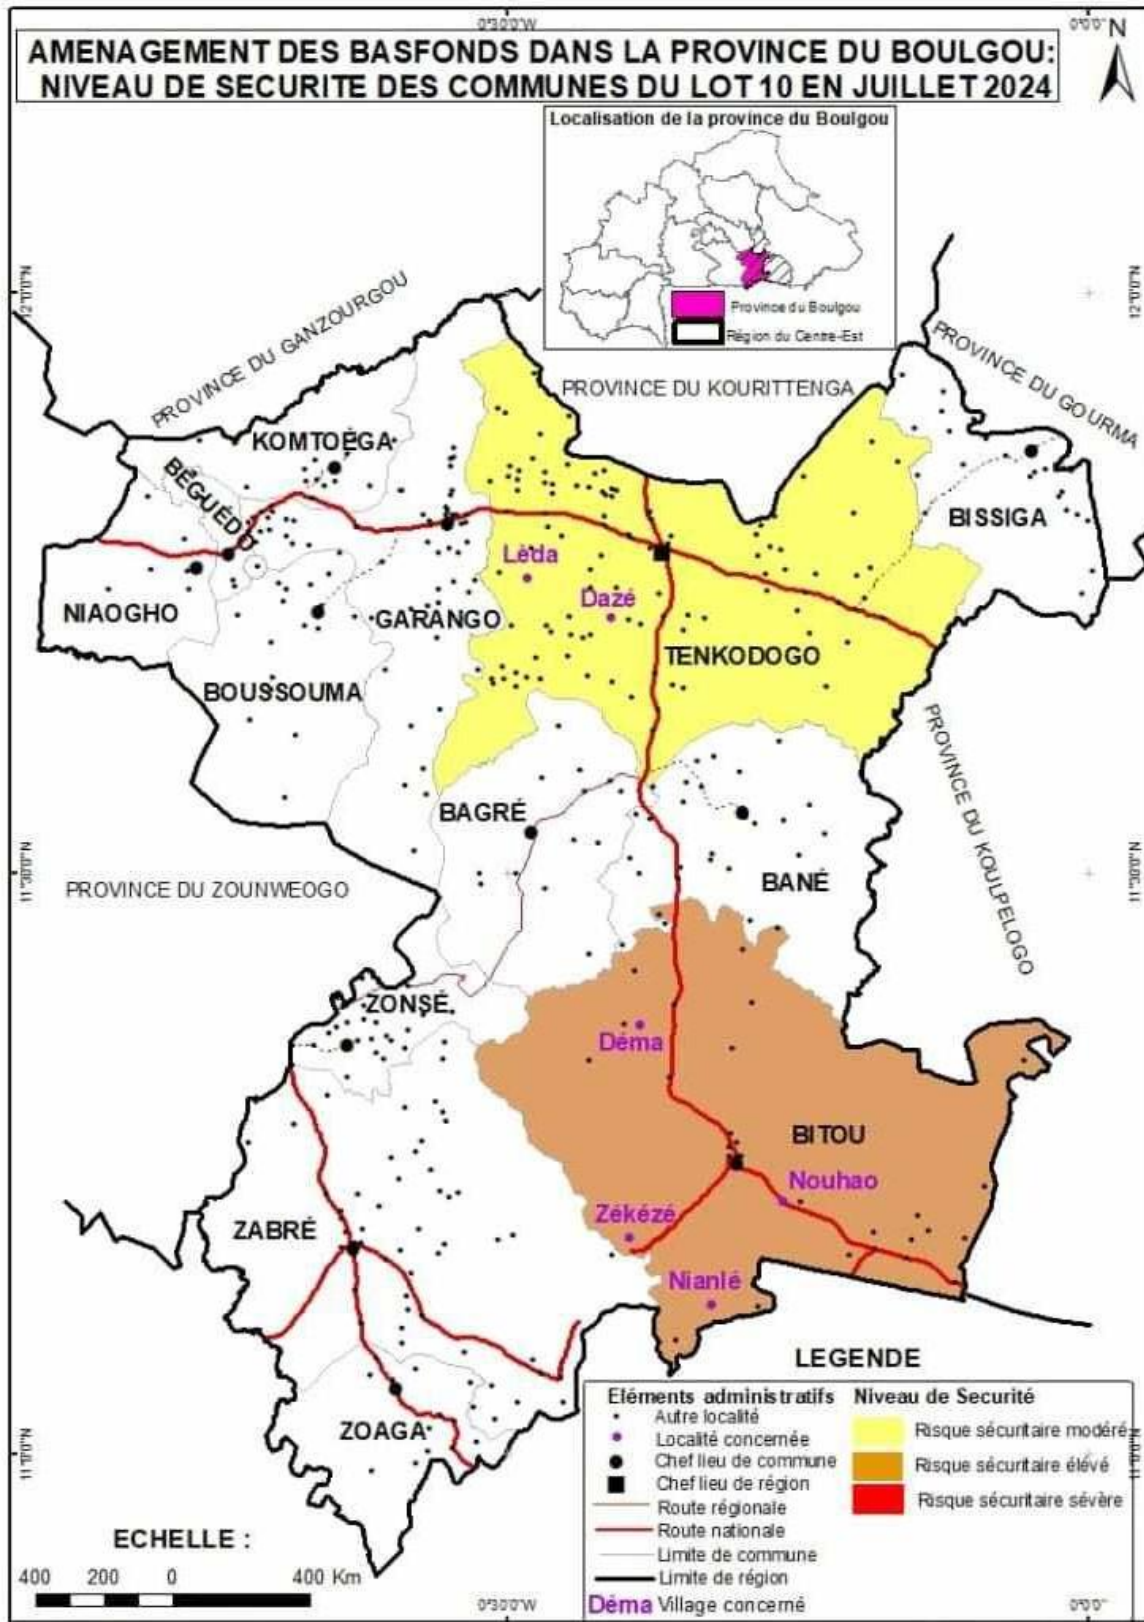 0°30'0"W
0°0'0"
N
AMENAGEMENT DES BASFONDS DANS LA PROVINCE DU BOULGOU:
NIVEAU DE SECURITE DES COMMUNES DU LOT 10 EN JUILLET 2024
Localisation de la province du Boulgou
Province du Boulgou
Région du Centre-Est
12°0'0"N
12°0'0"N
PROVINCE DU GANZOURGOU
PROVINCE DU KOURITTENGA
PROVINCE DU GOURMA
KOMTOÈGA
BÉGUÉDO
BISSIGA
Lèda
Dazé
NIAOGHO
GARANGO
TENKODOGO
BOUSSOUMA
PROVINCE DU KOULPELOGO
BAGRÉ
BANÉ
11°30'0"N
11°30'0"N
PROVINCE DU ZOUNWEOGO
ZONSÉ
Déma
BITOU
Nouhao
Zékézé
ZABRÉ
Nianlé
ZOAGA
LEGENDE
Eléments administratifs
Autre localité
Localité concernée
Chef lieu de commune
Chef lieu de région
Route régionale
Route nationale
Limite de commune
Limite de région
Déma Village concerné
Niveau de Securité
Risque sécuritaire modéré
Risque sécuritaire élévé
Risque sécuritaire sévère
11°0'0"N
11°0'0"N
ECHELLE :
400 200 0 400 Km
0°30'0"W
0°0'0"